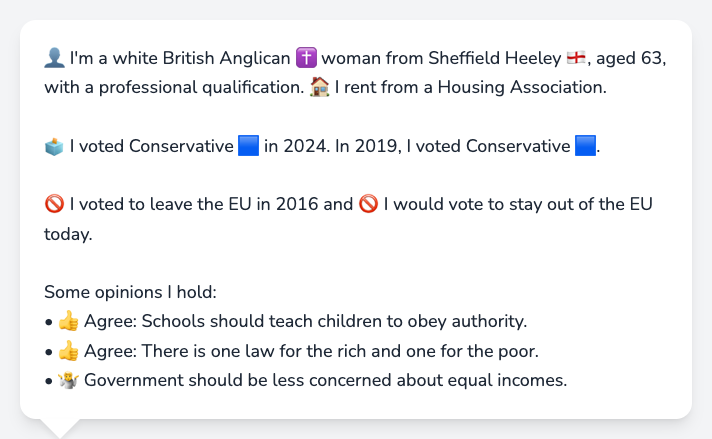 👤 I'm a white British Anglican ✝️ woman from Sheffield Heeley 🏴󠁧󠁢󠁥󠁮󠁧󠁿, aged 63,
with a professional qualification. 🏠 I rent from a Housing Association.
🗳️ I voted Conservative 🟦 in 2024. In 2019, I voted Conservative 🟦.
🚫 I voted to leave the EU in 2016 and 🚫 I would vote to stay out of the EU
today.
Some opinions I hold:
• 👍 Agree: Schools should teach children to obey authority.
• 👍 Agree: There is one law for the rich and one for the poor.
• 🤷 Government should be less concerned about equal incomes.